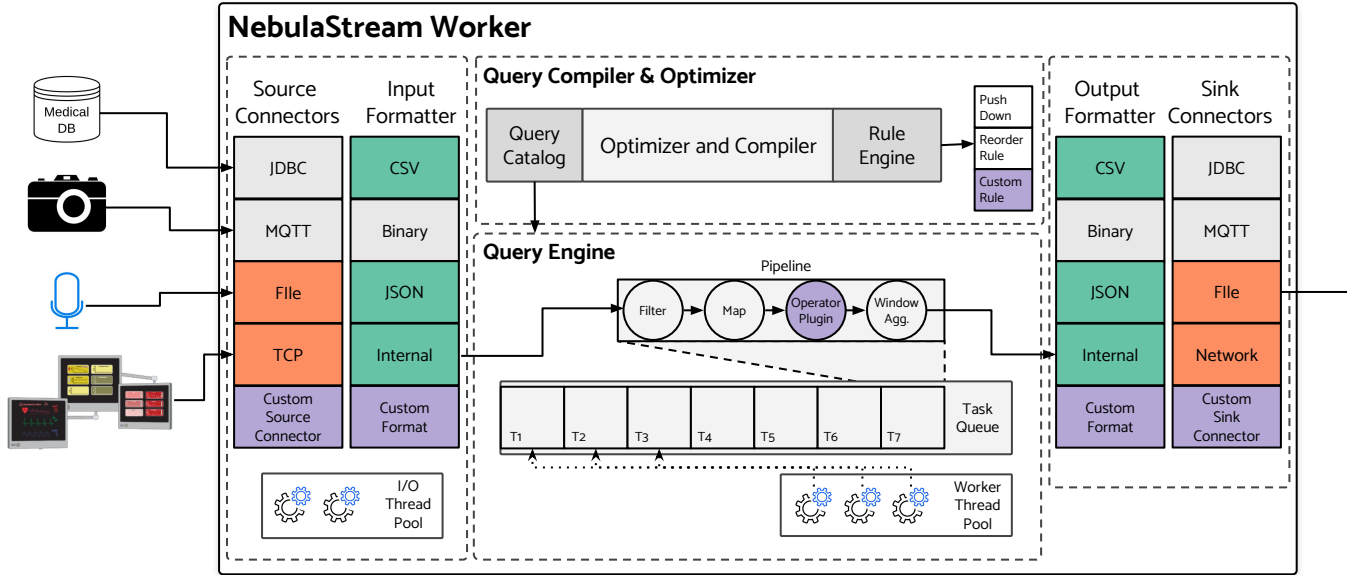 NebulaStream Worker
Medical
DB
Source
Connectors
JDBC
MQTT
FIle
TCP
Custom
Source
Connector
Input
Formatter
CSV
Binary
JSON
Internal
Custom
Format
I/O
Thread
Pool
Query Compiler & Optimizer
Query
Catalog
Optimizer and Compiler
Rule
Engine
Push
Down
Reorder
Rule
Custom
Rule
Query Engine
Pipeline
Filter
Map
Operator
Plugin
Window
Agg.
T1
T2
T3
T4
T5
T6
T7
Task
Queue
Worker
Thread
Pool
Output
Formatter
CSV
Binary
JSON
Internal
Custom
Format
Sink
Connectors
JDBC
MQTT
FIle
Network
Custom
Sink
Connector